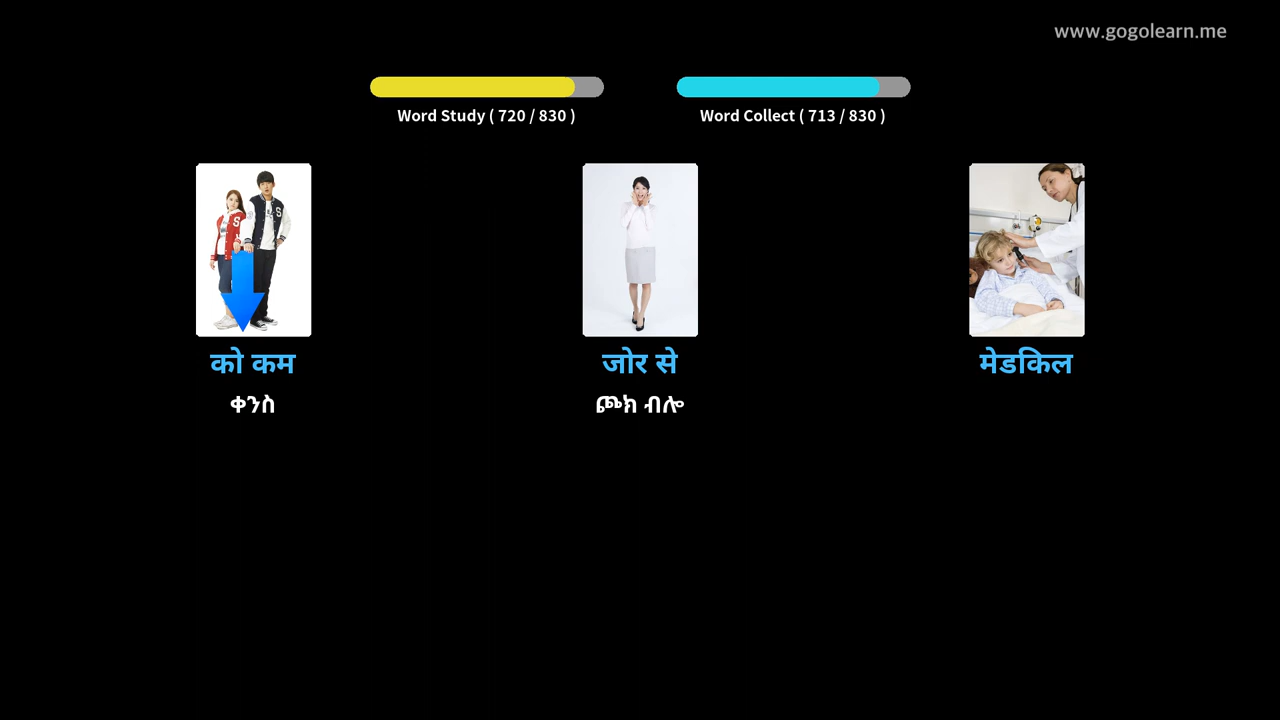 www.gogolearn.me
Word Study ( 720 / 830 )
Word Collect ( 713 / 830 )
को कम
जोर से
मेडकिल
ቀንስ
ጮክ ብሎ